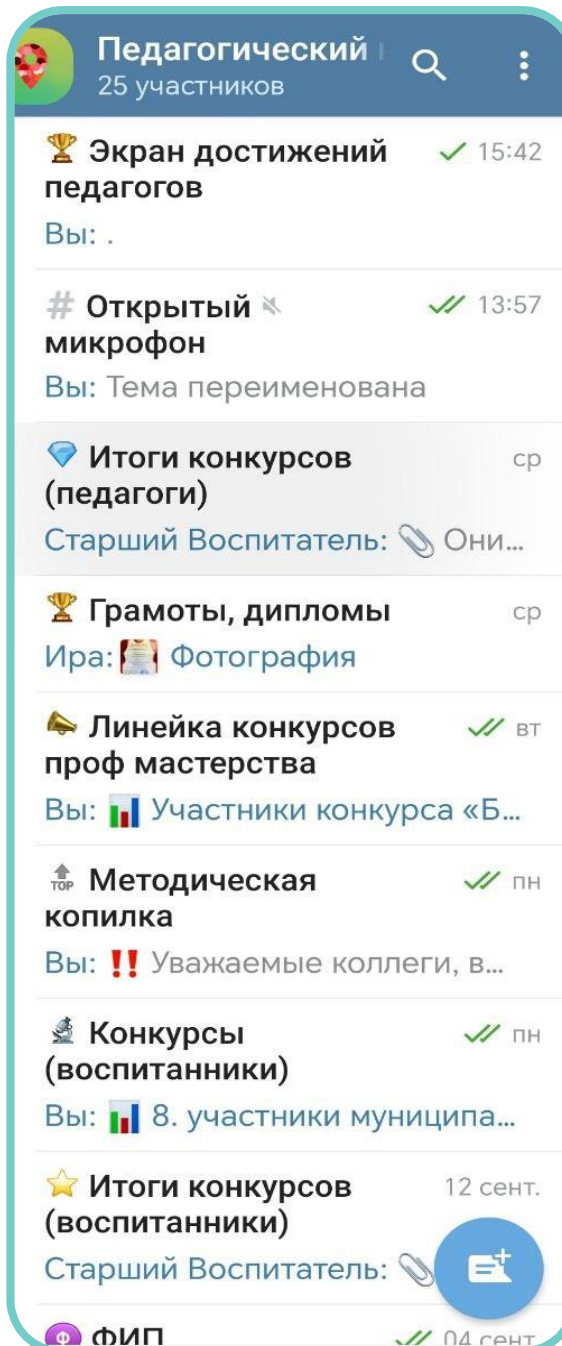 Педагогический
25 участников
🏆 Экран достижений 15:42
педагогов
Вы: .
# Открытый 13:57
микрофон
Вы: Тема переименована
💎 Итоги конкурсов ср
(педагоги)
Старший Воспитатель: 📎 Они...
🏆 Грамоты, дипломы ср
Ира: Фотография
📣 Линейка конкурсов вт
проф мастерства
Вы: 📊 Участники конкурса «Б...
🔝 Методическая пн
копилка
Вы: ‼️ Уважаемые коллеги, в...
🔬 Конкурсы пн
(воспитанники)
Вы: 📊 8. участники муниципа...
⭐ Итоги конкурсов 12 сент.
(воспитанники)
Старший Воспитатель: 📎
Ф ФИП 04 сент.